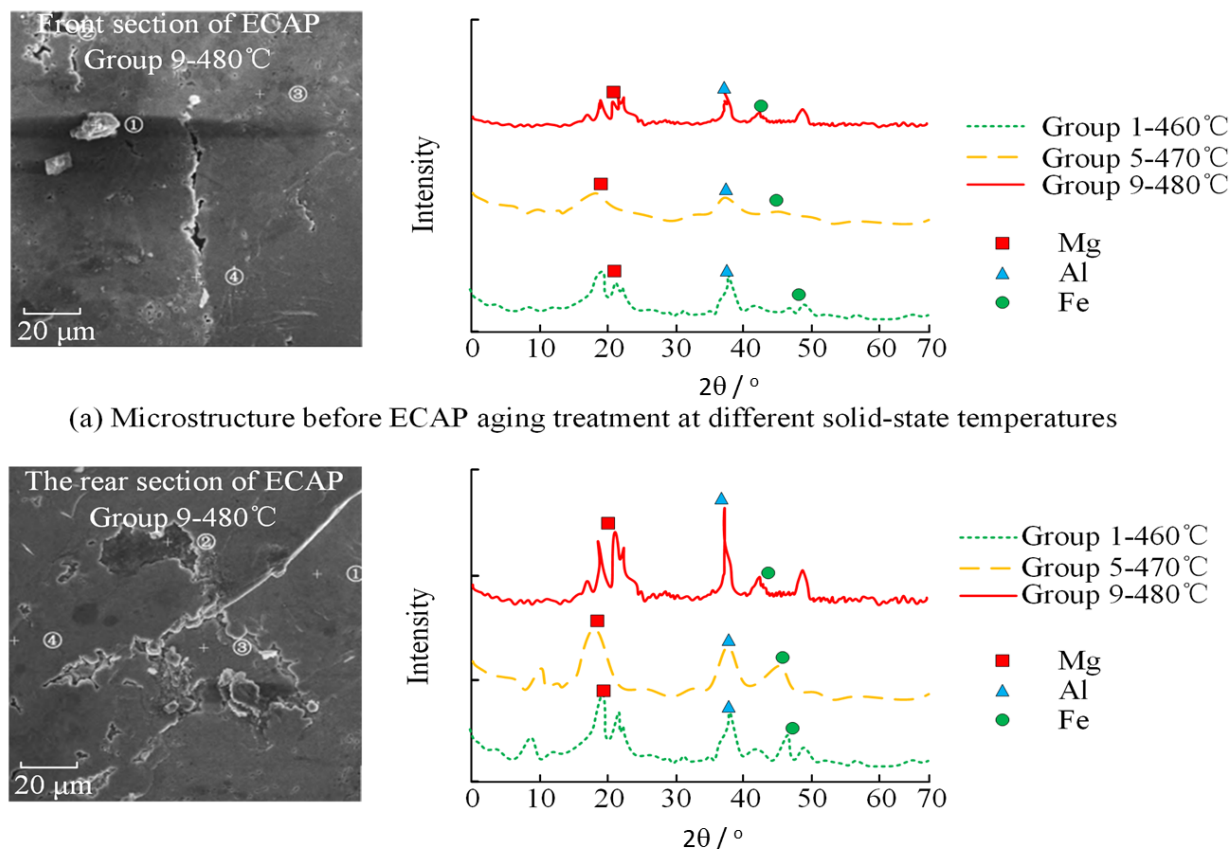 Front section of ECAP
Group 9-480℃
②
③
①
④
20 μm
Intensity
0 10 20 30 40 50 60 70
2θ / °
Group 1-460℃
Group 5-470℃
Group 9-480℃
Mg
Al
Fe
(a) Microstructure before ECAP aging treatment at different solid-state temperatures
The rear section of ECAP
Group 9-480℃
②
①
④
③
20 μm
Intensity
0 10 20 30 40 50 60 70
2θ / °
Group 1-460℃
Group 5-470℃
Group 9-480℃
Mg
Al
Fe